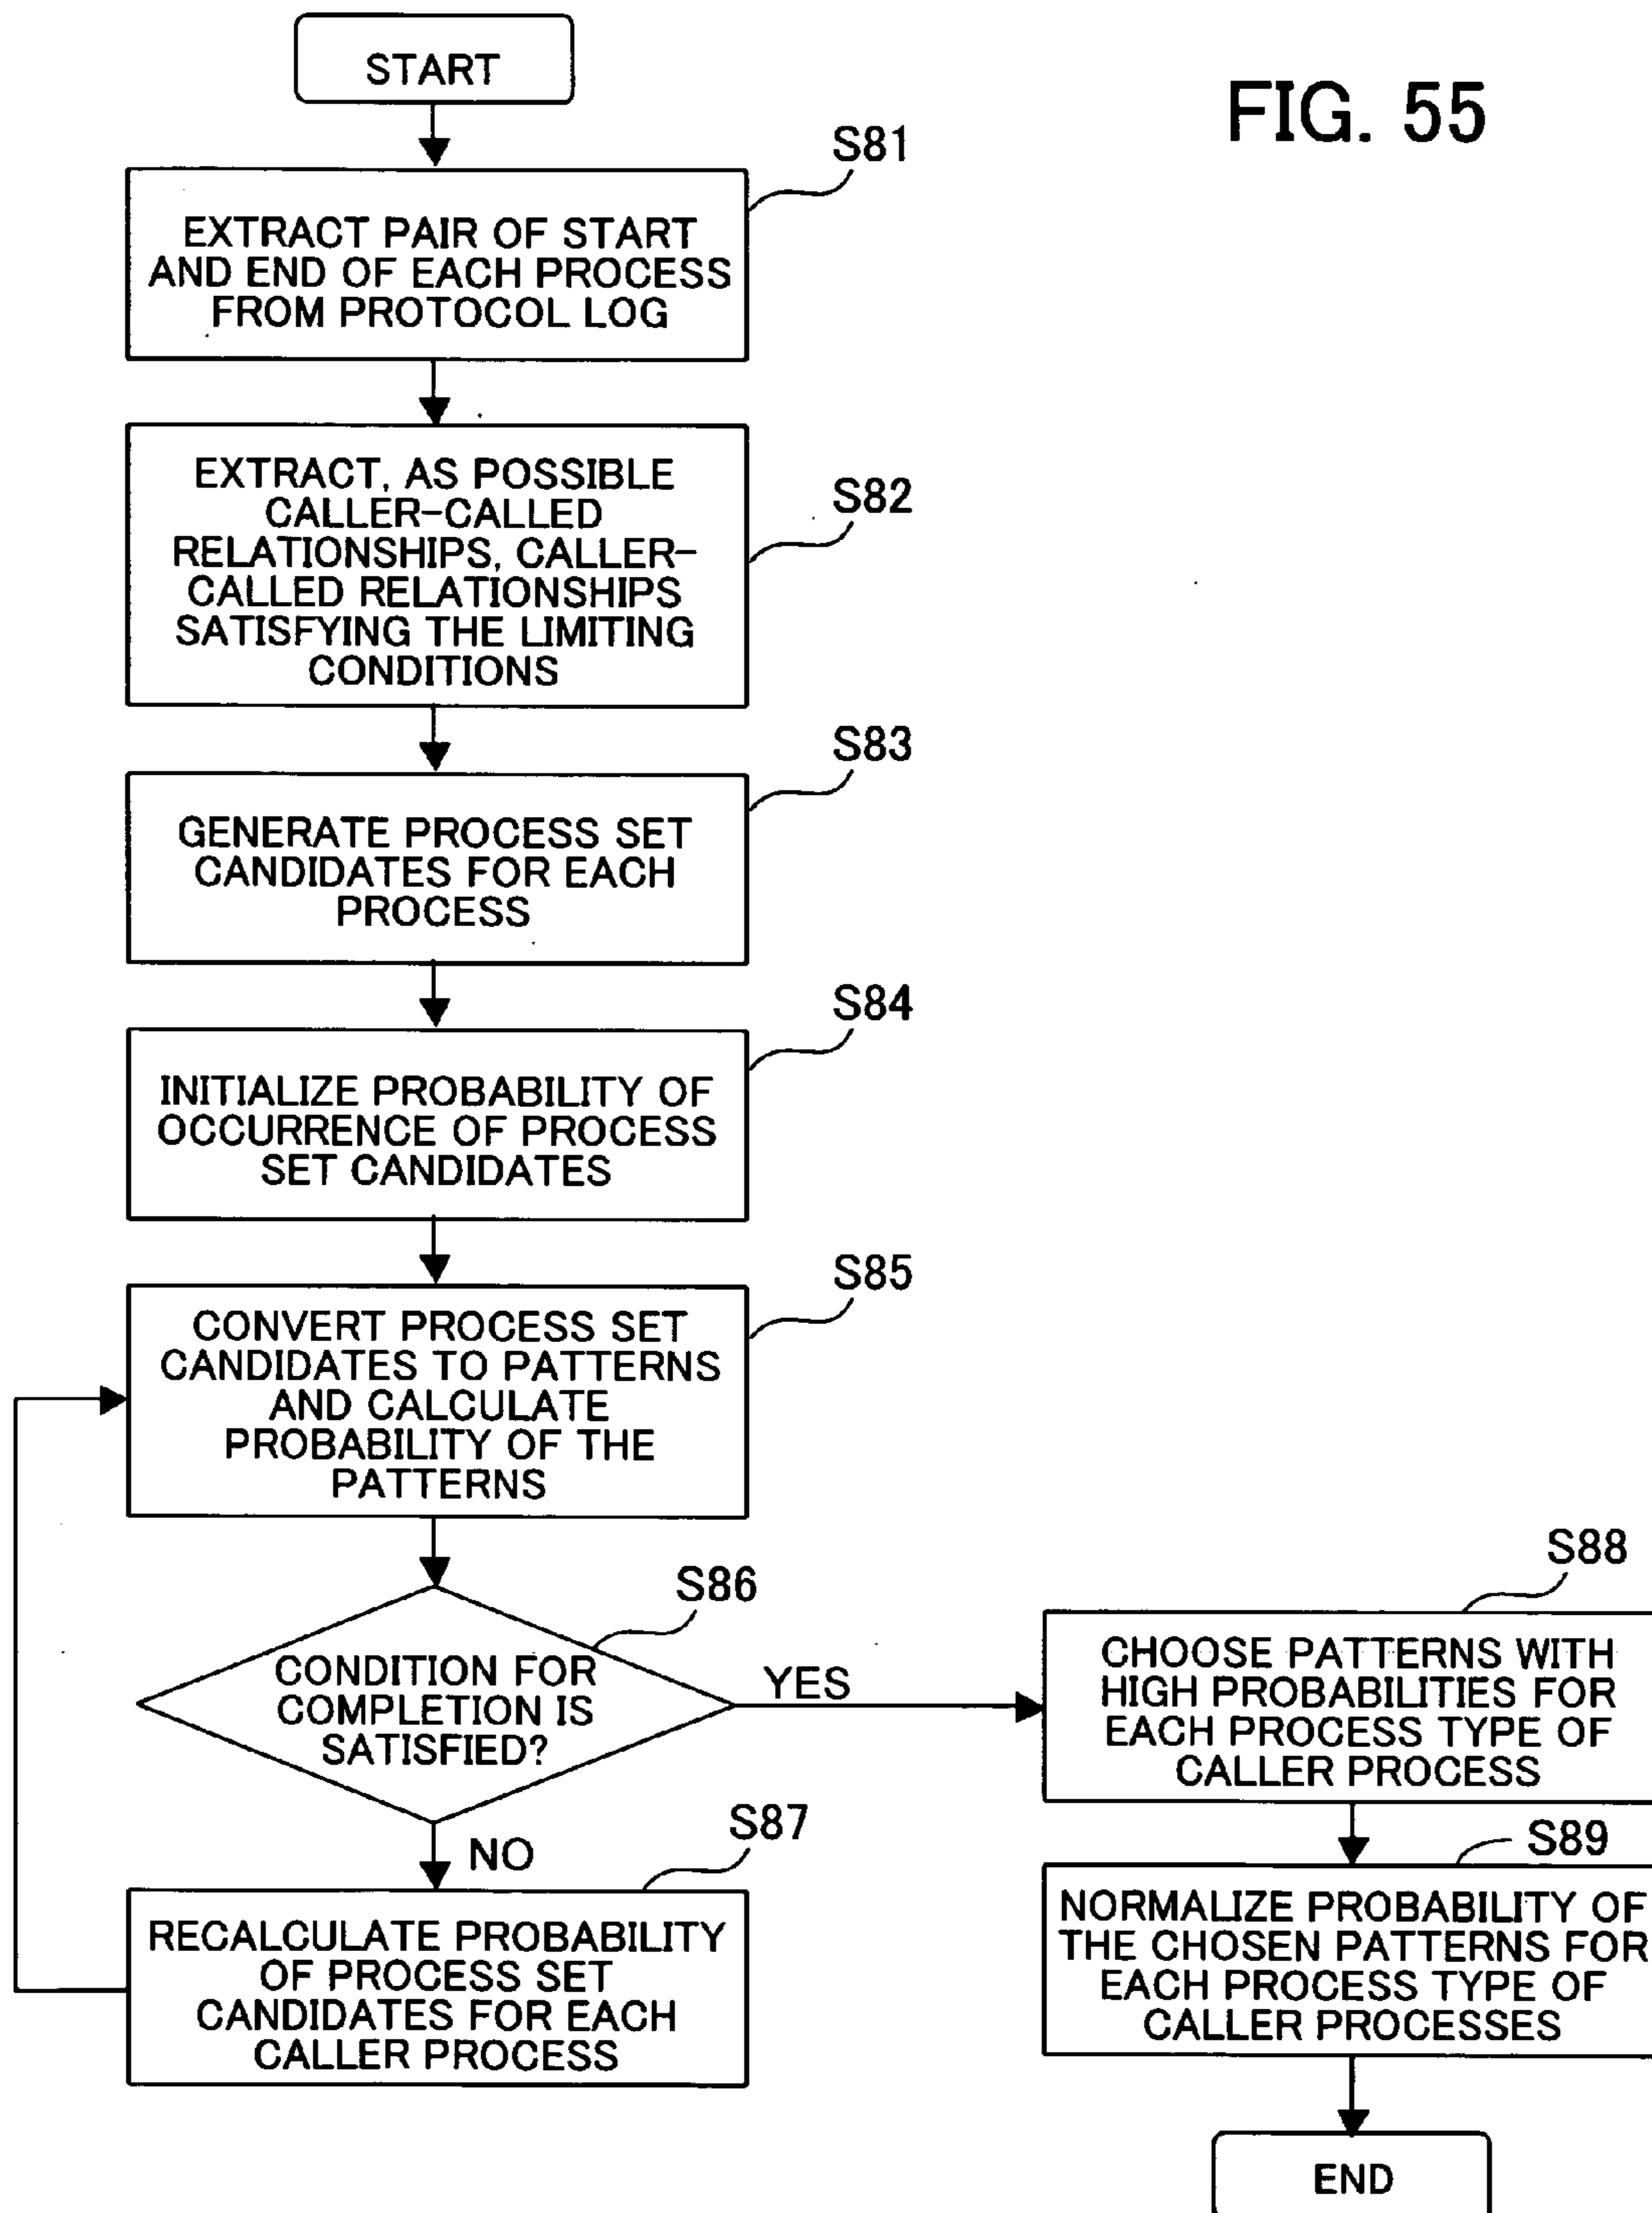 FIG. 55
START
S81
EXTRACT PAIR OF START
AND END OF EACH PROCESS
FROM PROTOCOL LOG
S82
EXTRACT, AS POSSIBLE
CALLER-CALLED
RELATIONSHIPS, CALLER-
CALLED RELATIONSHIPS
SATISFYING THE LIMITING
CONDITIONS
S83
GENERATE PROCESS SET
CANDIDATES FOR EACH
PROCESS
S84
INITIALIZE PROBABILITY OF
OCCURRENCE OF PROCESS
SET CANDIDATES
S85
CONVERT PROCESS SET
CANDIDATES TO PATTERNS
AND CALCULATE
PROBABILITY OF THE
PATTERNS
S86
CONDITION FOR
COMPLETION IS
SATISFIED?
YES
NO
S87
RECALCULATE PROBABILITY
OF PROCESS SET
CANDIDATES FOR EACH
CALLER PROCESS
S88
CHOOSE PATTERNS WITH
HIGH PROBABILITIES FOR
EACH PROCESS TYPE OF
CALLER PROCESS
S89
NORMALIZE PROBABILITY OF
THE CHOSEN PATTERNS FOR
EACH PROCESS TYPE OF
CALLER PROCESSES
END